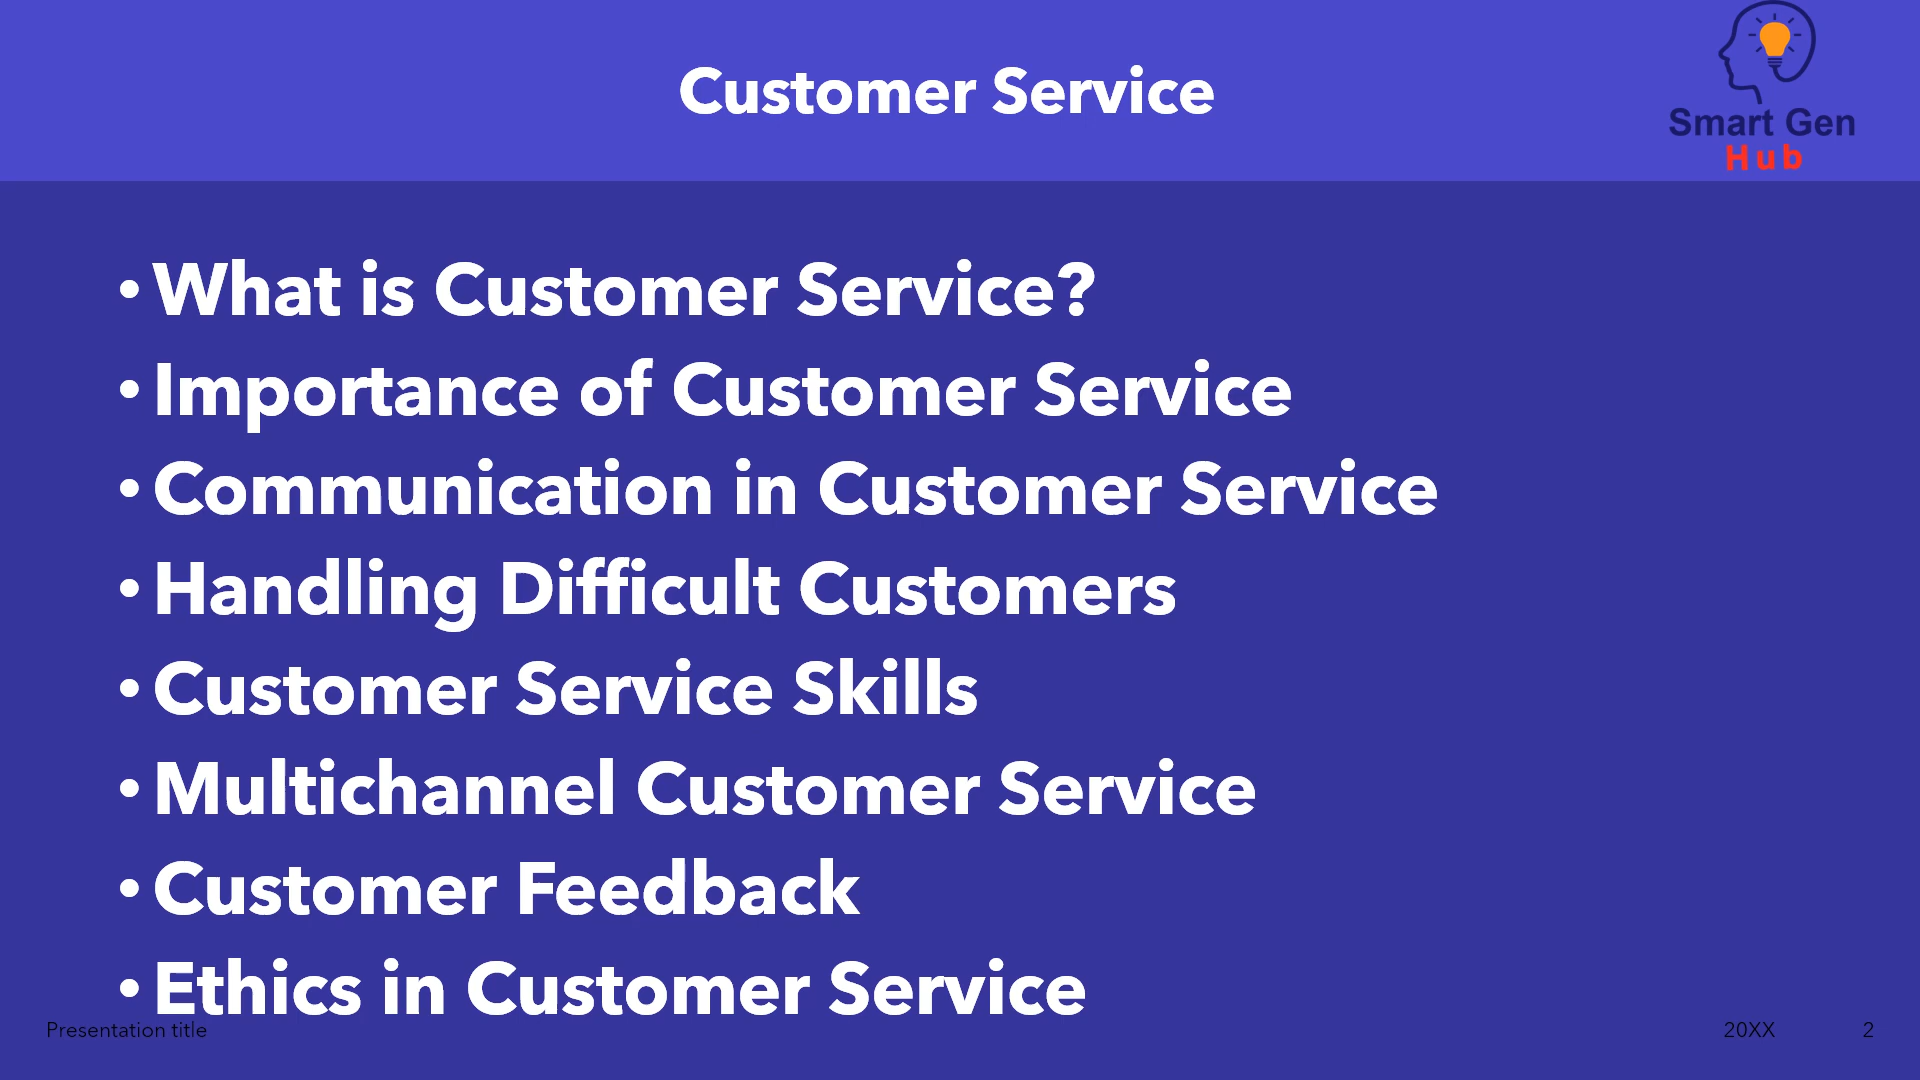 Customer Service
Smart Gen
Hub
• What is Customer Service?
• Importance of Customer Service
• Communication in Customer Service
• Handling Difficult Customers
• Customer Service Skills
• Multichannel Customer Service
• Customer Feedback
• Ethics in Customer Service
Presentation title
20XX
2